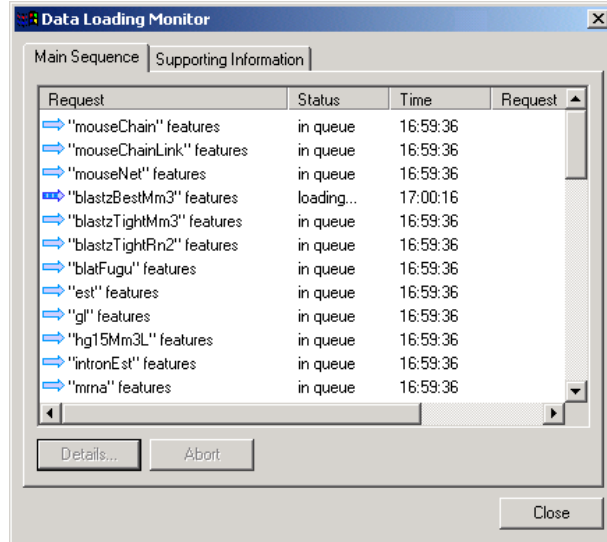 Data Loading Monitor
Main Sequence Supporting Information
Request Status Time Request
"mouseChain" features in queue 16:59:36
"mouseChainLink" features in queue 16:59:36
"mouseNet" features in queue 16:59:36
"blastzBestMm3" features loading... 17:00:16
"blastzTightMm3" features in queue 16:59:36
"blastzTightRn2" features in queue 16:59:36
"blatFugu" features in queue 16:59:36
"est" features in queue 16:59:36
"gl" features in queue 16:59:36
"hg15Mm3L" features in queue 16:59:36
"intronEst" features in queue 16:59:36
"mrna" features in queue 16:59:36
Details... Abort
Close